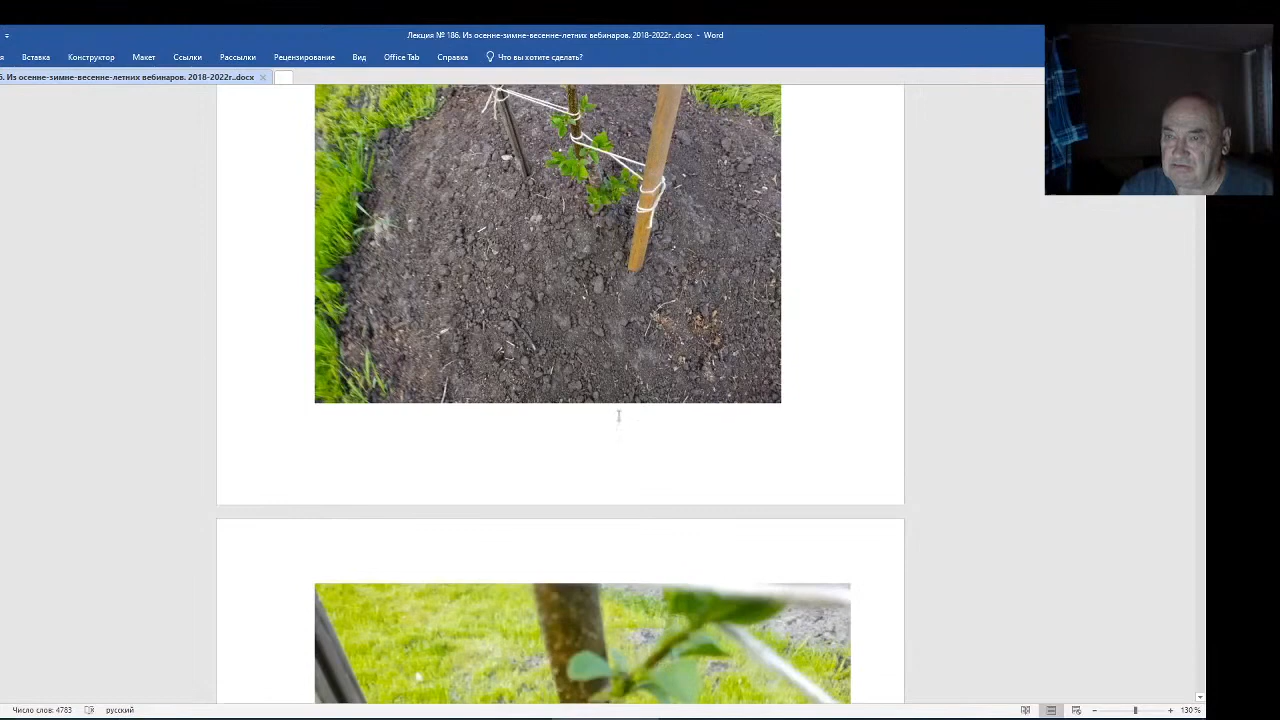 Лекция № 186. Из осенне-зимне-весенне-летних вебинаров. 2018-2022г..docx - Word
Вставка Конструктор Макет Ссылки Рассылки Рецензирование Вид Office Tab Справка Что вы хотите сделать?
6. Из осенне-зимне-весенне-летних вебинаров. 2018-2022г..docx
Число слов: 4783 русский 130 %